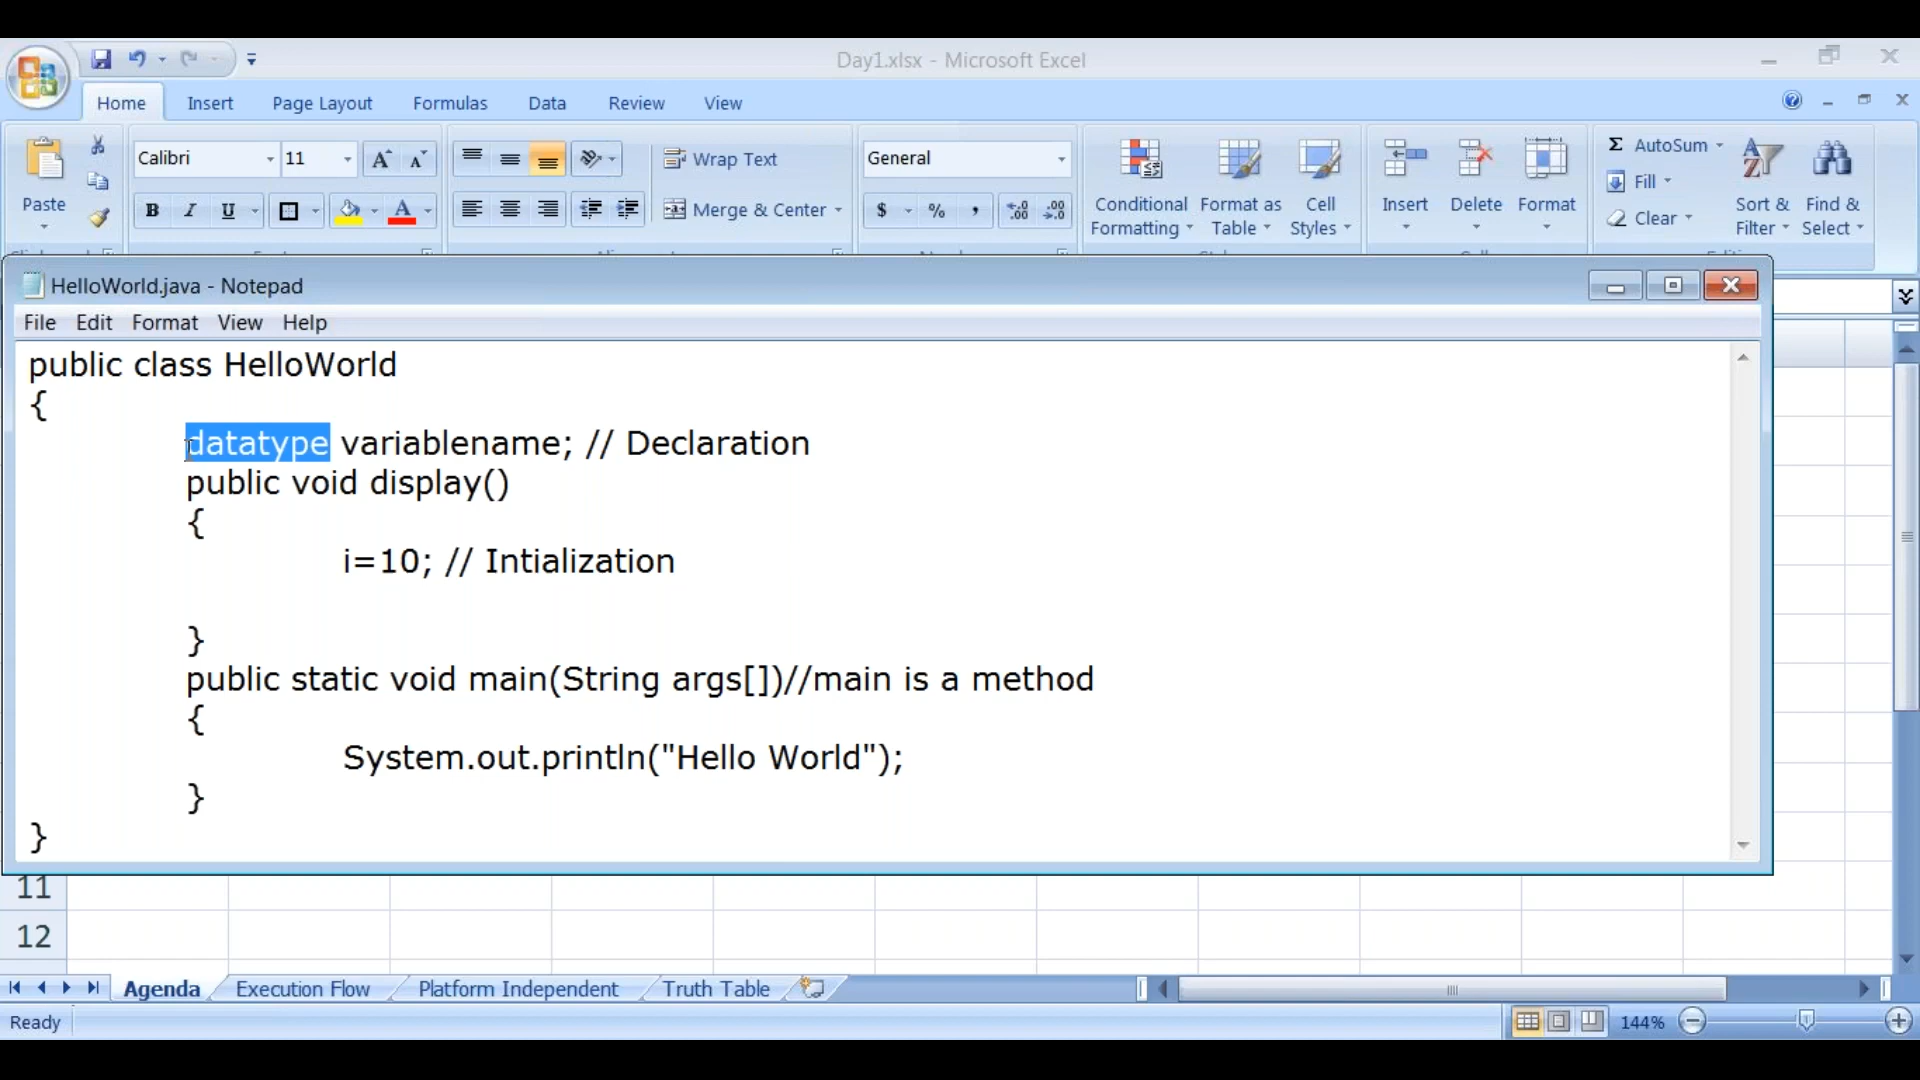 Day1.xlsx - Microsoft Excel
Home Insert Page Layout Formulas Data Review View
Calibri 11 Wrap Text General AutoSum
Fill
Paste B I U Merge & Center $ % , Conditional Formatting Format as Table Cell Styles Insert Delete Format Clear Sort & Filter Find & Select
HelloWorld.java - Notepad
File Edit Format View Help
public class HelloWorld
{
datatype variablename; // Declaration
public void display()
{
i=10; // Intialization
}
public static void main(String args[])//main is a method
{
System.out.println("Hello World");
}
}
11
12
Agenda Execution Flow Platform Independent Truth Table
Ready 144%